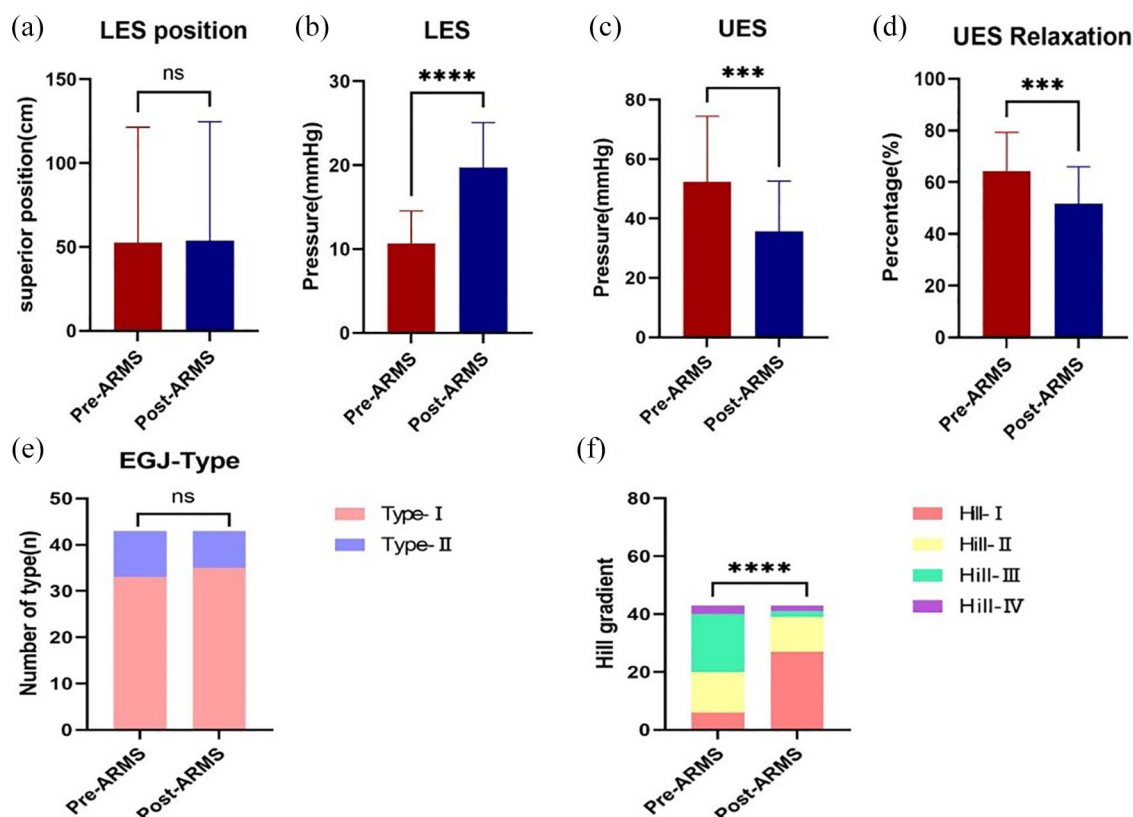 (a)
LES position
ns
superior position(cm)
150
100
50
0
Pre-ARMS
Post-ARMS
(b)
LES
****
Pressure(mmHg)
30
20
10
0
Pre-ARMS
Post-ARMS
(c)
UES
***
Pressure(mmHg)
80
60
40
20
0
Pre-ARMS
Post-ARMS
(d)
UES Relaxation
***
Percentage(%)
100
80
60
40
20
0
Pre-ARMS
Post-ARMS
(e)
EGJ-Type
ns
Number of type(n)
50
40
30
20
10
0
Pre-ARMS
Post-ARMS
Type-Ⅰ
Type-Ⅱ
(f)
****
Hill gradient
80
60
40
20
0
Pre-ARMS
Post-ARMS
Hill-Ⅰ
Hill-Ⅱ
Hill-Ⅲ
Hill-Ⅳ